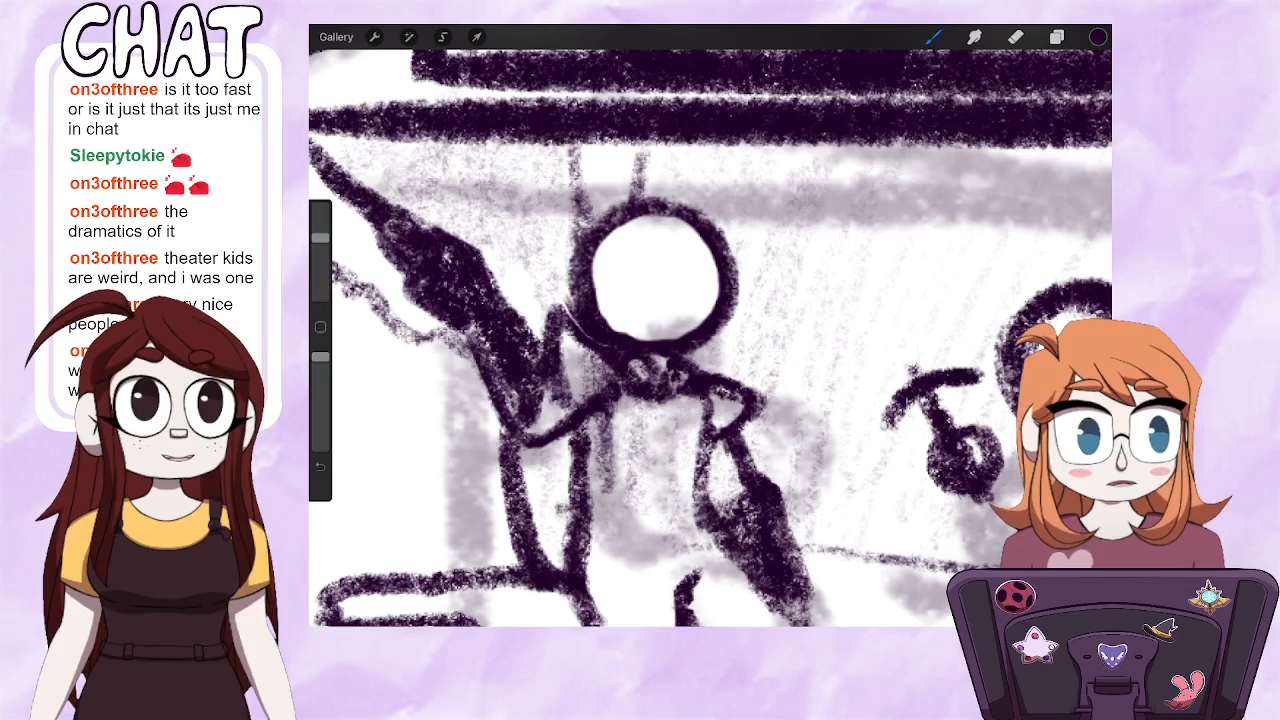 CHAT
Gallery
on3ofthree is it too fast
or is it just that its just me
in chat
Sleepytokie
on3ofthree
on3ofthree the
dramatics of it
on3ofthree theater kids
are weird, and i was one
nice
people
on